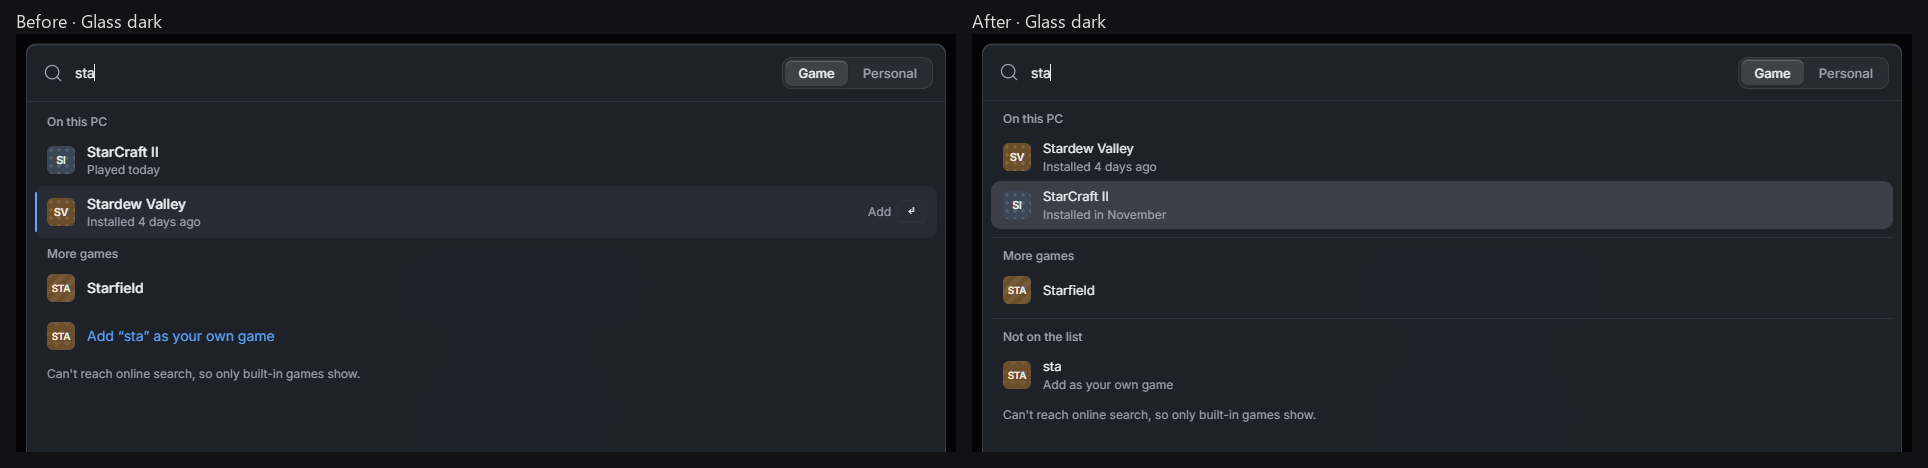 Before · Glass dark
sta
Game
Personal
On this PC
SI
StarCraft II
Played today
SV
Stardew Valley
Installed 4 days ago
Add
More games
STA
Starfield
STA
Add “sta” as your own game
Can't reach online search, so only built-in games show.
After · Glass dark
sta
Game
Personal
On this PC
SV
Stardew Valley
Installed 4 days ago
SI
StarCraft II
Installed in November
More games
STA
Starfield
Not on the list
STA
sta
Add as your own game
Can't reach online search, so only built-in games show.